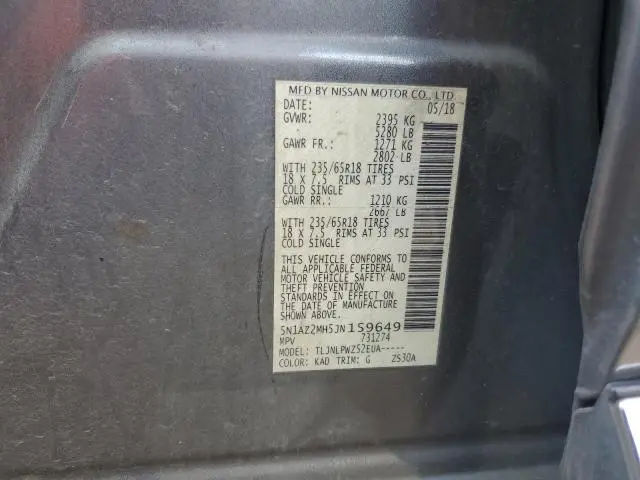 MFD BY NISSAN MOTOR CO., LTD.
DATE: 05/18
GVWR: 2395 KG
5280 LB
GAWR FR.: 1271 KG
2802 LB
WITH 235/65R18 TIRES
18 X 7.5 RIMS AT 33 PSI
COLD SINGLE
GAWR RR.: 1210 KG
2667 LB
WITH 235/65R18 TIRES
18 X 7.5 RIMS AT 33 PSI
COLD SINGLE
THIS VEHICLE CONFORMS TO
ALL APPLICABLE FEDERAL
MOTOR VEHICLE SAFETY AND
THEFT PREVENTION
STANDARDS IN EFFECT ON
THE DATE OF MANUFACTURE
SHOWN ABOVE.
5N1AZ2MH5JN159649
MPV 731274
MODEL: TLJNLPWZ52EUA-----
COLOR: KAD TRIM: G ZS30A